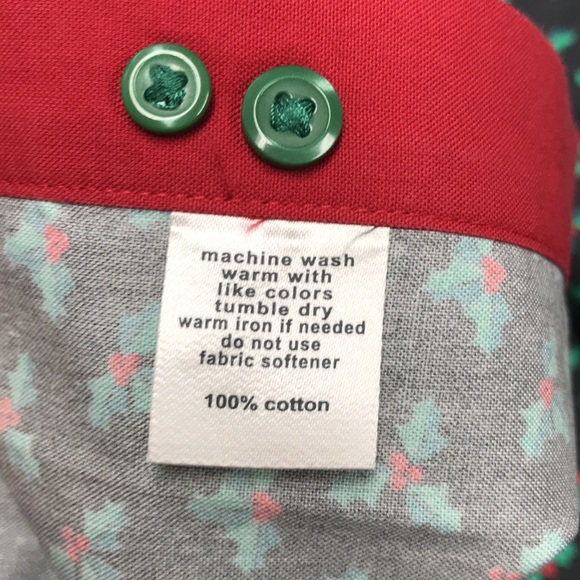 machine wash
warm with
like colors
tumble dry
warm iron if needed
do not use
fabric softener
100% cotton